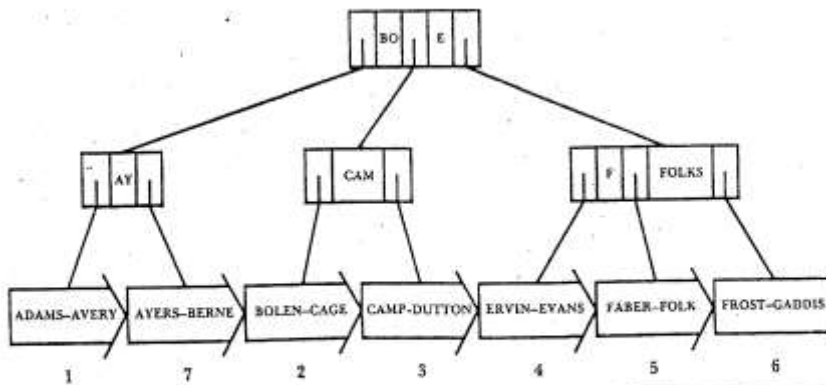 BO E
AY CAM F FOLKS
ADAMS–AVERY AYERS–BERNE BOLEN–CAGE CAMP-DUTTON ERVIN–EVANS FABER–FOLK FROST–GADDIS
1 7 2 3 4 5 6